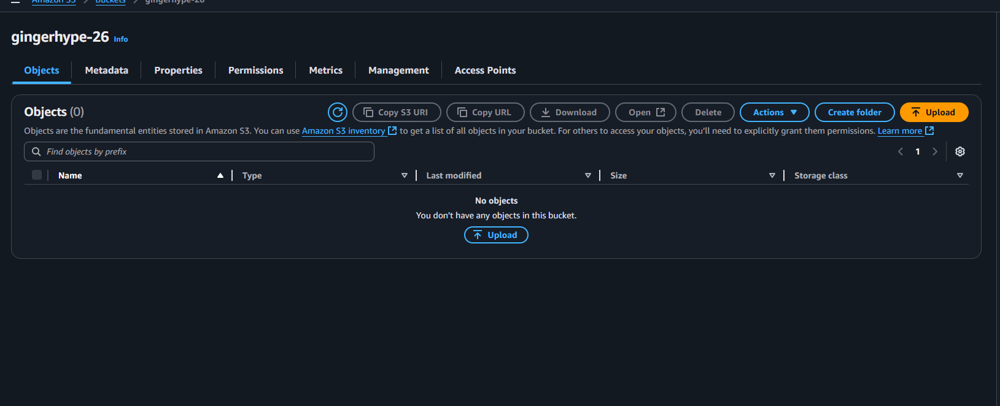 Amazon S3 Buckets gingerhype-26
gingerhype-26 Info
Objects Metadata Properties Permissions Metrics Management Access Points
Objects (0) Copy S3 URI Copy URL Download Open Delete Actions Create folder Upload
Objects are the fundamental entities stored in Amazon S3. You can use Amazon S3 inventory to get a list of all objects in your bucket. For others to access your objects, you'll need to explicitly grant them permissions. Learn more
Find objects by prefix 1
Name Type Last modified Size Storage class
No objects
You don't have any objects in this bucket.
Upload